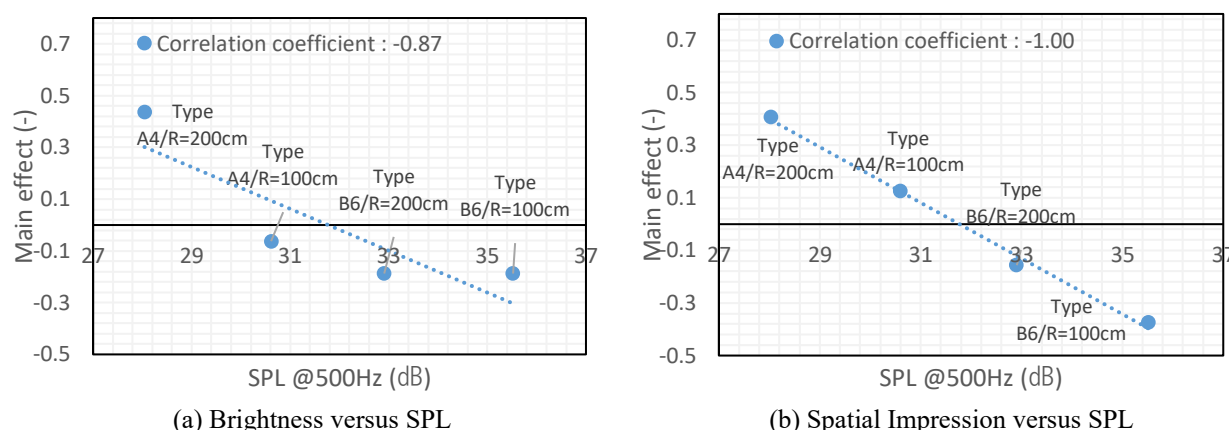 0.7
Correlation coefficient : -0.87
0.5
Type
A4/R=200cm
0.3
Type
A4/R=100cm
Type
B6/R=200cm
Type
B6/R=100cm
0.1
-0.1
27
29
31
33
35
37
-0.3
-0.5
Main effect (-)
SPL @500Hz (dB)
(a) Brightness versus SPL
0.7
Correlation coefficient : -1.00
0.5
0.3
Type
A4/R=200cm
Type
A4/R=100cm
Type
B6/R=200cm
0.1
-0.1
27
29
31
33
35
37
-0.3
Type
B6/R=100cm
-0.5
Main effect (-)
SPL @500Hz (dB)
(b) Spatial Impression versus SPL